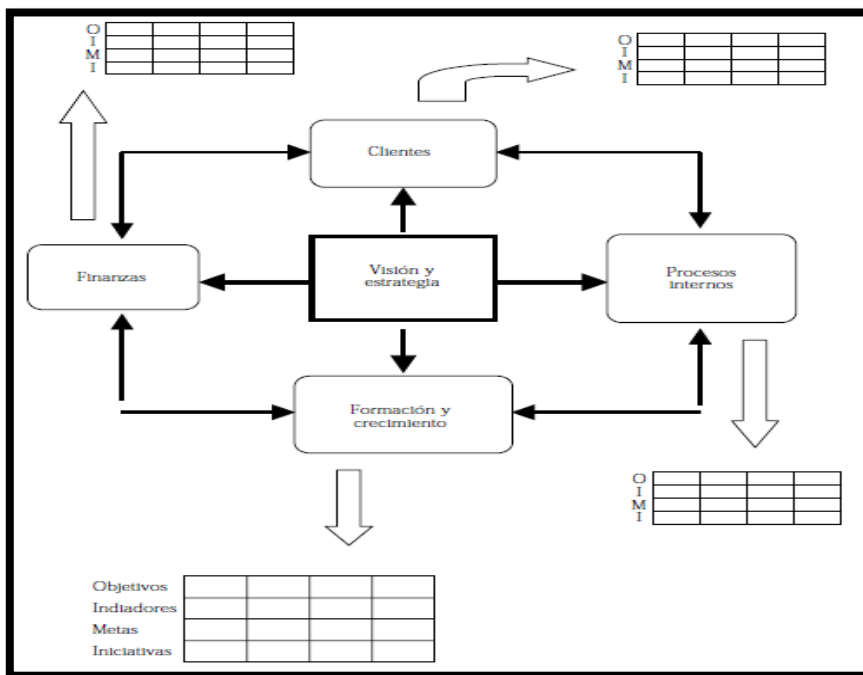 O
I
M
I
O
I
M
I
Clientes
Finanzas
Visión y
estrategia
Procesos
internos
Formación y
crecimiento
O
I
M
I
Objetivos
Indiadores
Metas
Iniciativas